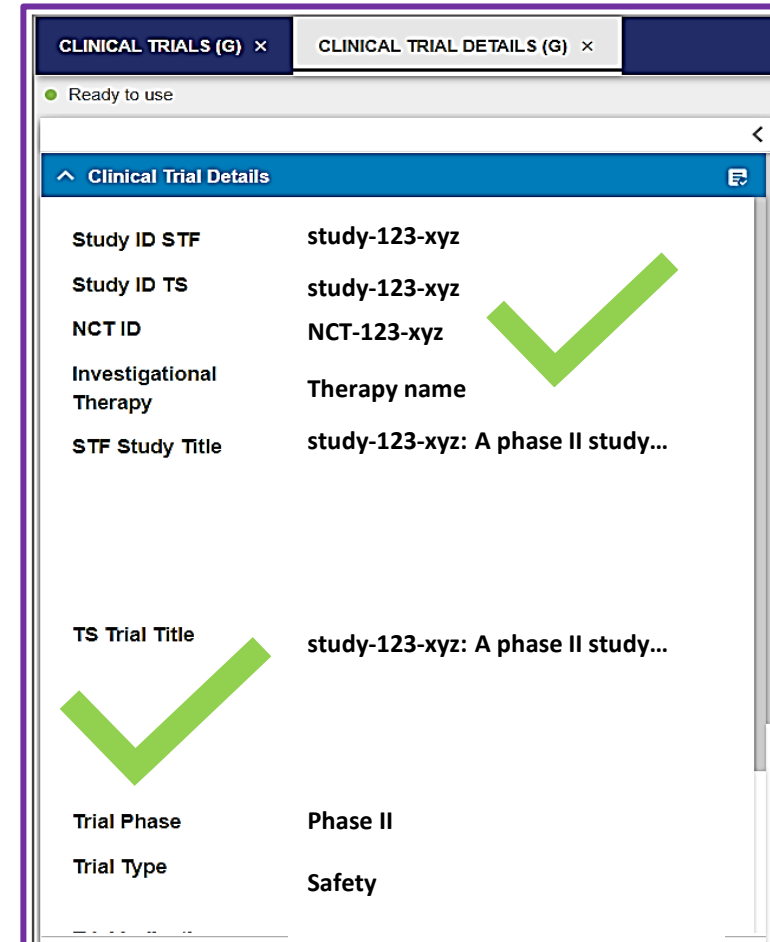 CLINICAL TRIALS (G) × CLINICAL TRIAL DETAILS (G) ×
Ready to use
Clinical Trial Details
Study ID STF study-123-xyz
Study ID TS study-123-xyz
NCT ID NCT-123-xyz
Investigational
Therapy Therapy name
STF Study Title study-123-xyz: A phase II study...
TS Trial Title study-123-xyz: A phase II study...
Trial Phase Phase II
Trial Type Safety